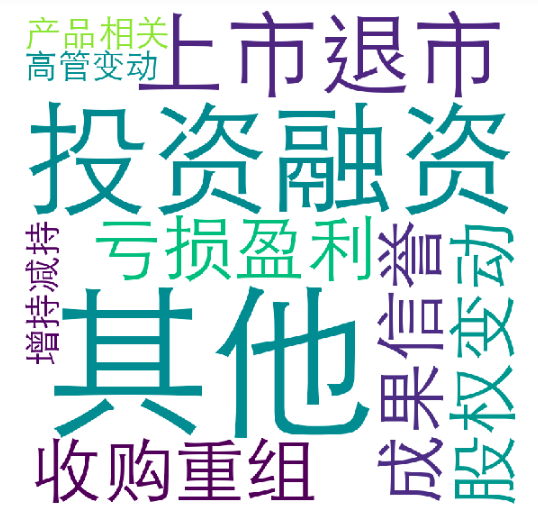 产品相关
上市退市
高管变动
投资融资
亏损盈利
增持减持
其他
成果信誉
股权变动
收购重组